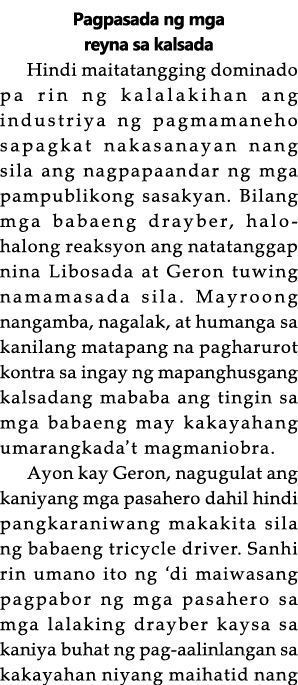 Pagpasada ng mga
reyna sa kalsada
Hindi maitatangging dominado
pa rin ng kalalakihan ang
industriya ng pagmamaneho
sapagkat nakasanayan nang
sila ang nagpapaandar ng mga
pampublikong sasakyan. Bilang
mga babaeng drayber, halo-
halong reaksyon ang natatanggap
nina Libosada at Geron tuwing
namamasada sila. Mayroong
nangamba, nagalak, at humanga sa
kanilang matapang na pagharurot
kontra sa ingay ng mapanghusgang
kalsadang mababa ang tingin sa
mga babaeng may kakayahang
umarangkada’t magmaniobra.
Ayon kay Geron, nagugulat ang
kaniyang mga pasahero dahil hindi
pangkaraniwang makakita sila
ng babaeng tricycle driver. Sanhi
rin umano ito ng ‘di maiwasang
pagpabor ng mga pasahero sa
mga lalaking drayber kaysa sa
kaniya buhat ng pag-aalinlangan sa
kakayahan niyang maihatid nang